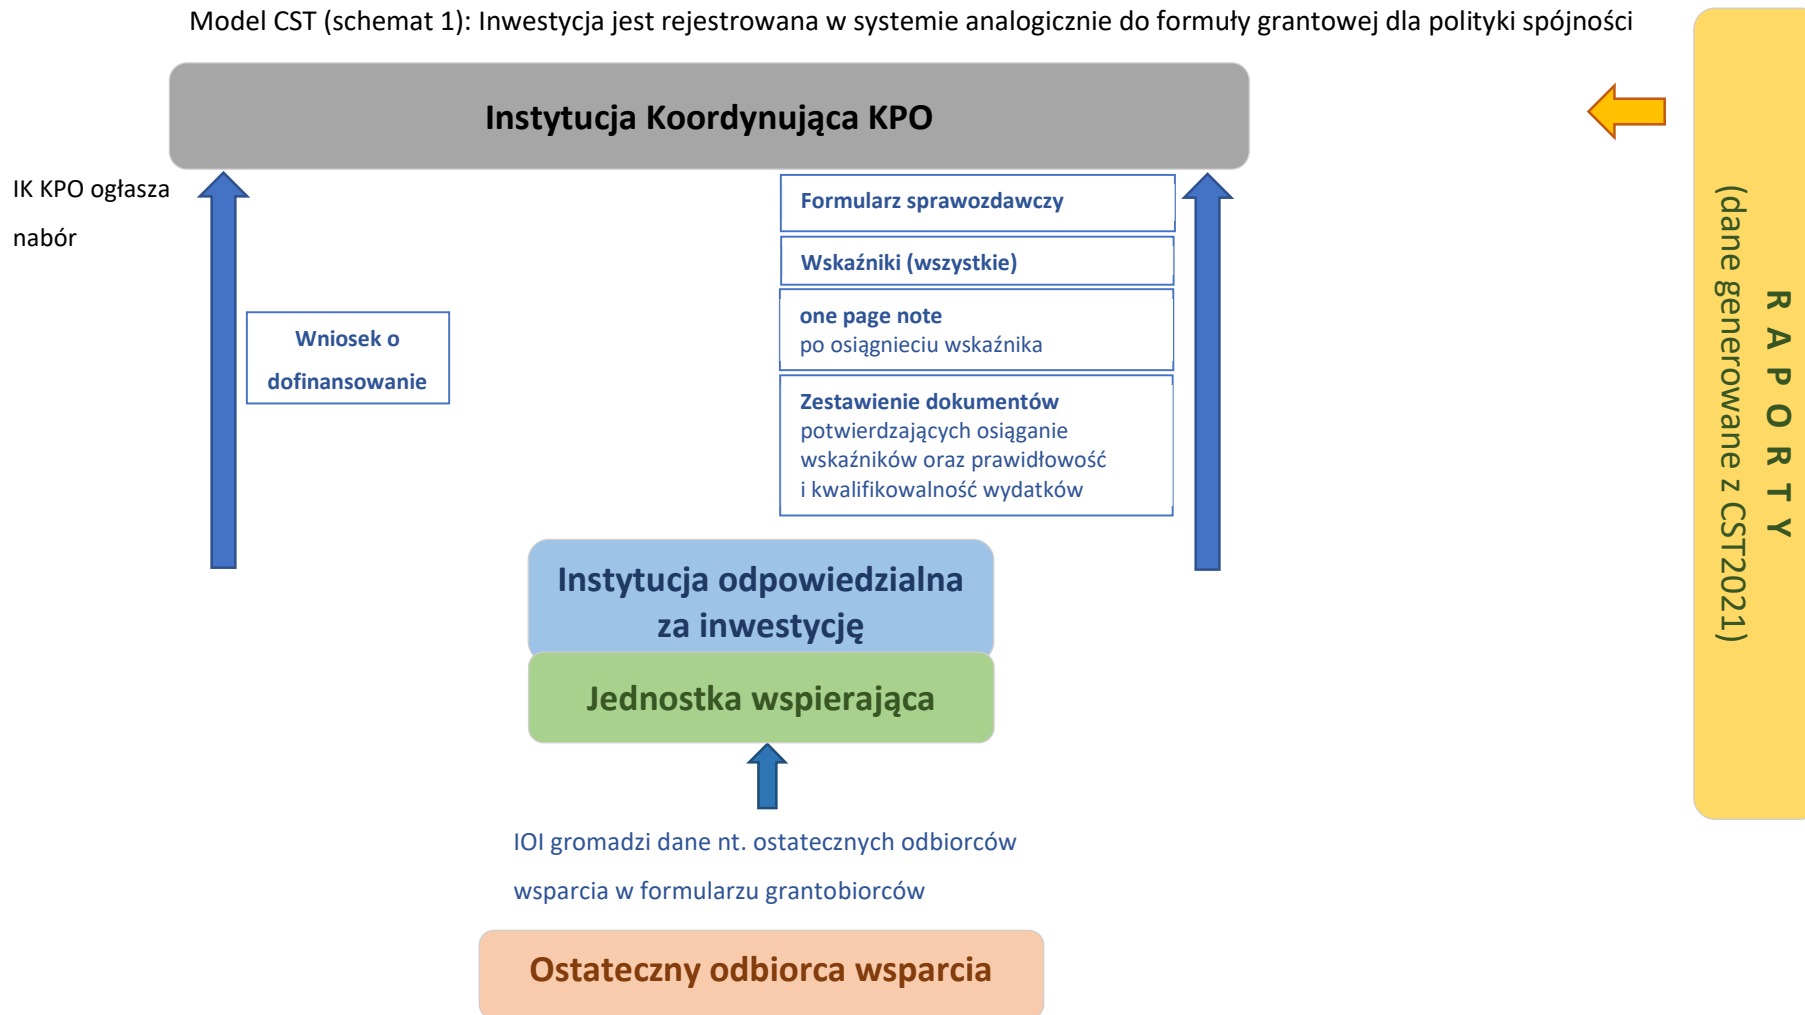 Model CST (schemat 1): Inwestycja jest rejestrowana w systemie analogicznie do formuły grantowej dla polityki spójności
Instytucja Koordynująca KPO
IK KPO ogłasza
nabór
Wniosek o
dofinansowanie
Formularz sprawozdawczy
Wskaźniki (wszystkie)
one page note
po osiągnieciu wskaźnika
Zestawienie dokumentów
potwierdzających osiąganie
wskaźników oraz prawidłowość
i kwalifikowalność wydatków
Instytucja odpowiedzialna
za inwestycję
Jednostka wspierająca
IOI gromadzi dane nt. ostatecznych odbiorców
wsparcia w formularzu grantobiorców
Ostateczny odbiorca wsparcia
R A P O R T Y
(dane generowane z CST2021)